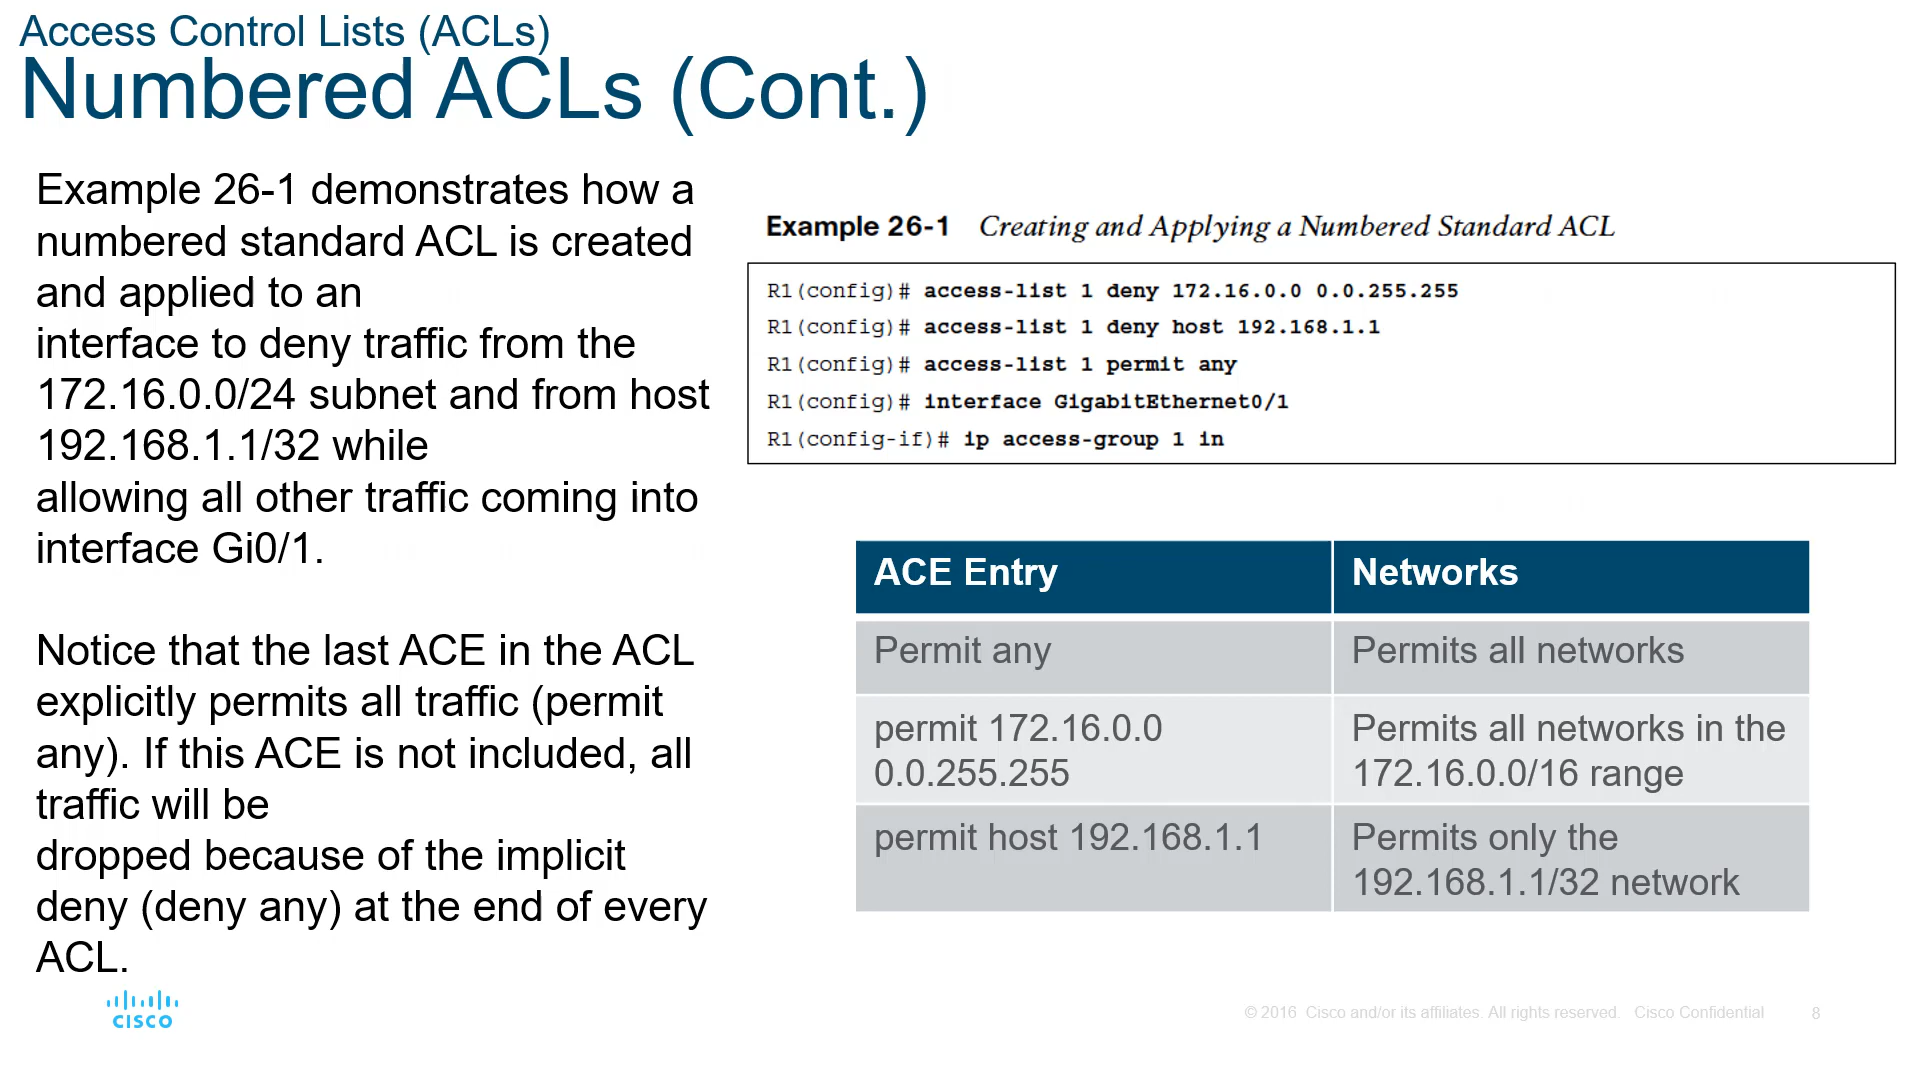 Access Control Lists (ACLs)
Numbered ACLs (Cont.)
Example 26-1 demonstrates how a
numbered standard ACL is created
and applied to an
interface to deny traffic from the
172.16.0.0/24 subnet and from host
192.168.1.1/32 while
allowing all other traffic coming into
interface Gi0/1.
Notice that the last ACE in the ACL
explicitly permits all traffic (permit
any). If this ACE is not included, all
traffic will be
dropped because of the implicit
deny (deny any) at the end of every
ACL.
Example 26-1 Creating and Applying a Numbered Standard ACL
R1(config)# access-list 1 deny 172.16.0.0 0.0.255.255
R1(config)# access-list 1 deny host 192.168.1.1
R1(config)# access-list 1 permit any
R1(config)# interface GigabitEthernet0/1
R1(config-if)# ip access-group 1 in
ACE Entry Networks
Permit any Permits all networks
permit 172.16.0.0 Permits all networks in the
0.0.255.255 172.16.0.0/16 range
permit host 192.168.1.1 Permits only the
192.168.1.1/32 network
CISCO
© 2016 Cisco and/or its affiliates. All rights reserved. Cisco Confidential 8